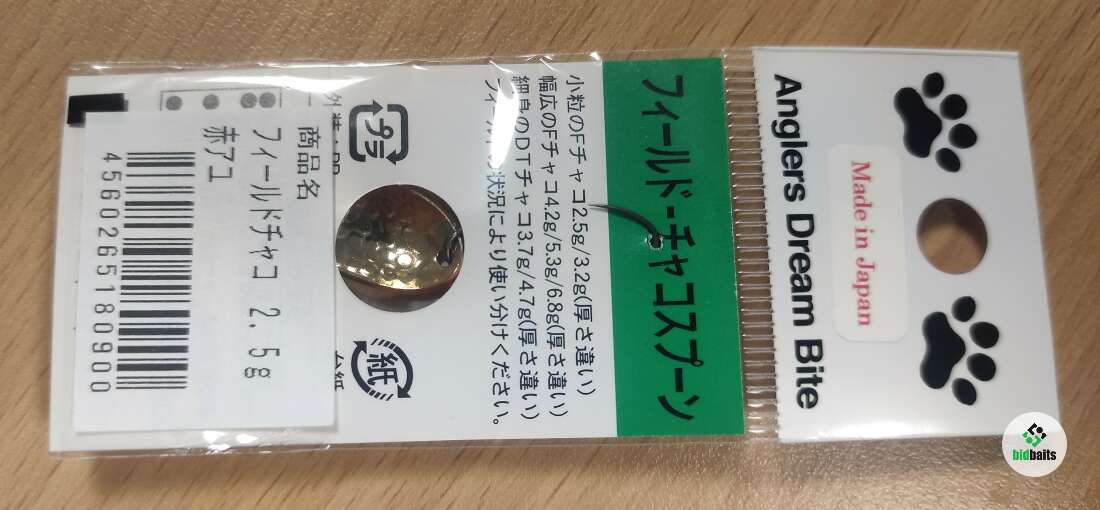 Anglers Dream Bite
Made in Japan
フィールド-チャコスプーン
小粒のFチャコ2.5g/3.2g(厚さ違い)
幅広のFチャコ4.2g/5.3g/6.8g(厚さ違い)
細身のDTチャコ3.7g/4.7g(厚さ違い)
状況により使い分けください。
プラ
紙
台紙
商品名
フィールドチャコ 2.5g
赤アユ
4560265180900
bidbaits